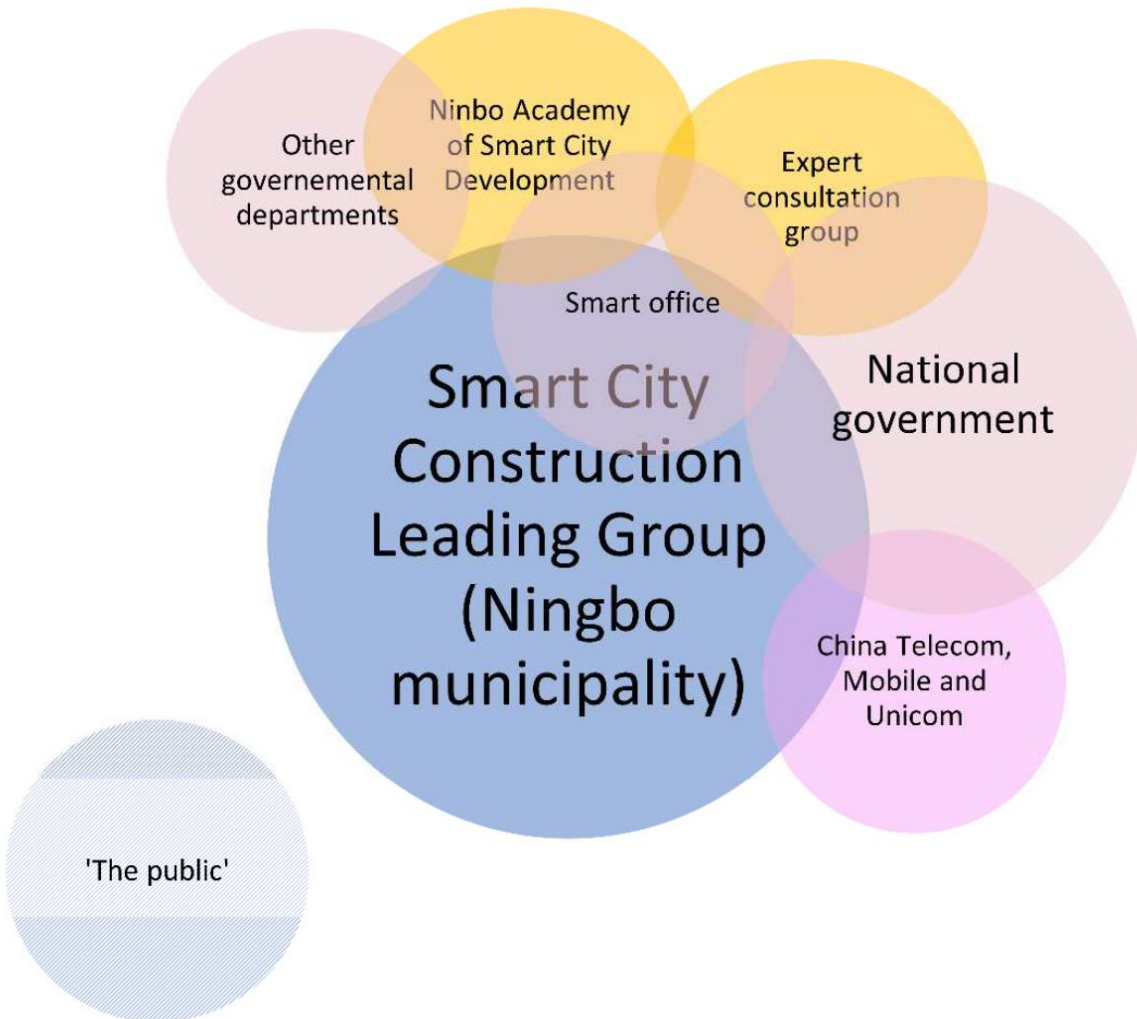 Other
governemental
departments
Ninbo Academy
of Smart City
Development
Expert
consultation
group
Smart office
National
government
Smart City
Construction
Leading Group
(Ningbo
municipality)
China Telecom,
Mobile and
Unicom
'The public'